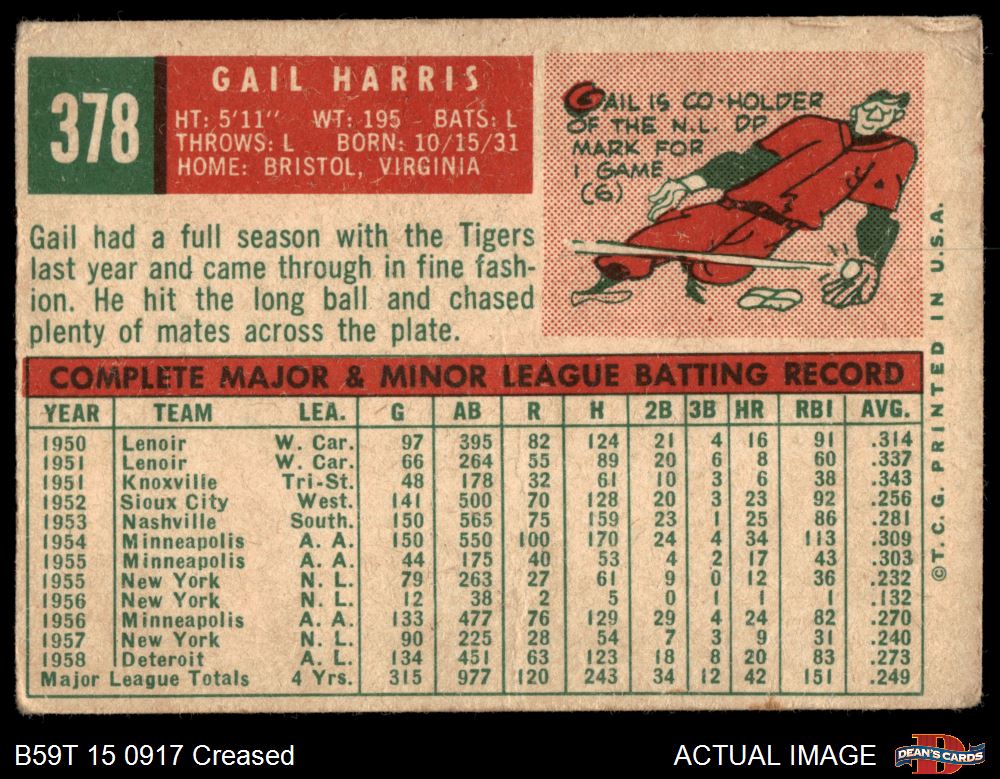 378
GAIL HARRIS
HT: 5'11" WT: 195 BATS: L
THROWS: L BORN: 10/15/31
HOME: BRISTOL, VIRGINIA
GAIL IS CO-HOLDER
OF THE N.L. DP
MARK FOR
1 GAME
(6)
Gail had a full season with the Tigers
last year and came through in fine fash-
ion. He hit the long ball and chased
plenty of mates across the plate.
COMPLETE MAJOR & MINOR LEAGUE BATTING RECORD
YEAR TEAM LEA. G AB R H 2B 3B HR RBI AVG.
1950 Lenoir W. Car. 97 395 82 124 21 4 16 91 .314
1951 Lenoir W. Car. 66 264 55 89 20 6 8 60 .337
1951 Knoxville Tri-St. 48 178 32 61 10 3 6 38 .343
1952 Sioux City West. 141 500 70 128 20 3 23 92 .256
1953 Nashville South. 150 565 75 159 23 1 25 86 .281
1954 Minneapolis A. A. 150 550 100 170 24 4 34 113 .309
1955 Minneapolis A. A. 44 175 40 53 4 2 17 43 .303
1955 New York N. L. 79 263 27 61 9 0 12 36 .232
1956 New York N. L. 12 38 2 5 0 1 1 1 .132
1956 Minneapolis A. A. 133 477 76 129 29 4 24 82 .270
1957 New York N. L. 90 225 28 54 7 3 9 31 .240
1958 Deteroit A. L. 134 451 63 123 18 8 20 83 .273
Major League Totals 4 Yrs. 315 977 120 243 34 12 42 151 .249
©T.C.G. PRINTED IN U.S.A.
B59T 15 0917 Creased
ACTUAL IMAGE
DEAN'S CARDS